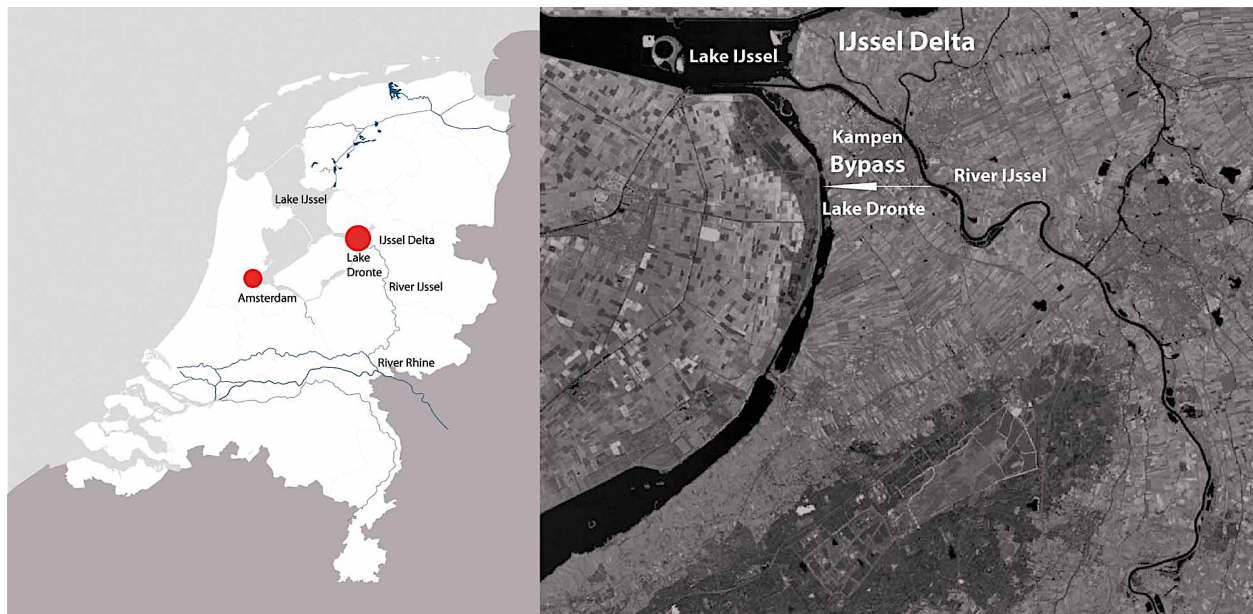 Lake IJssel
IJssel Delta
Lake
Dronte
River IJssel
Amsterdam
River Rhine
IJssel Delta
Lake IJssel
Kampen
Bypass
River IJssel
Lake Dronte